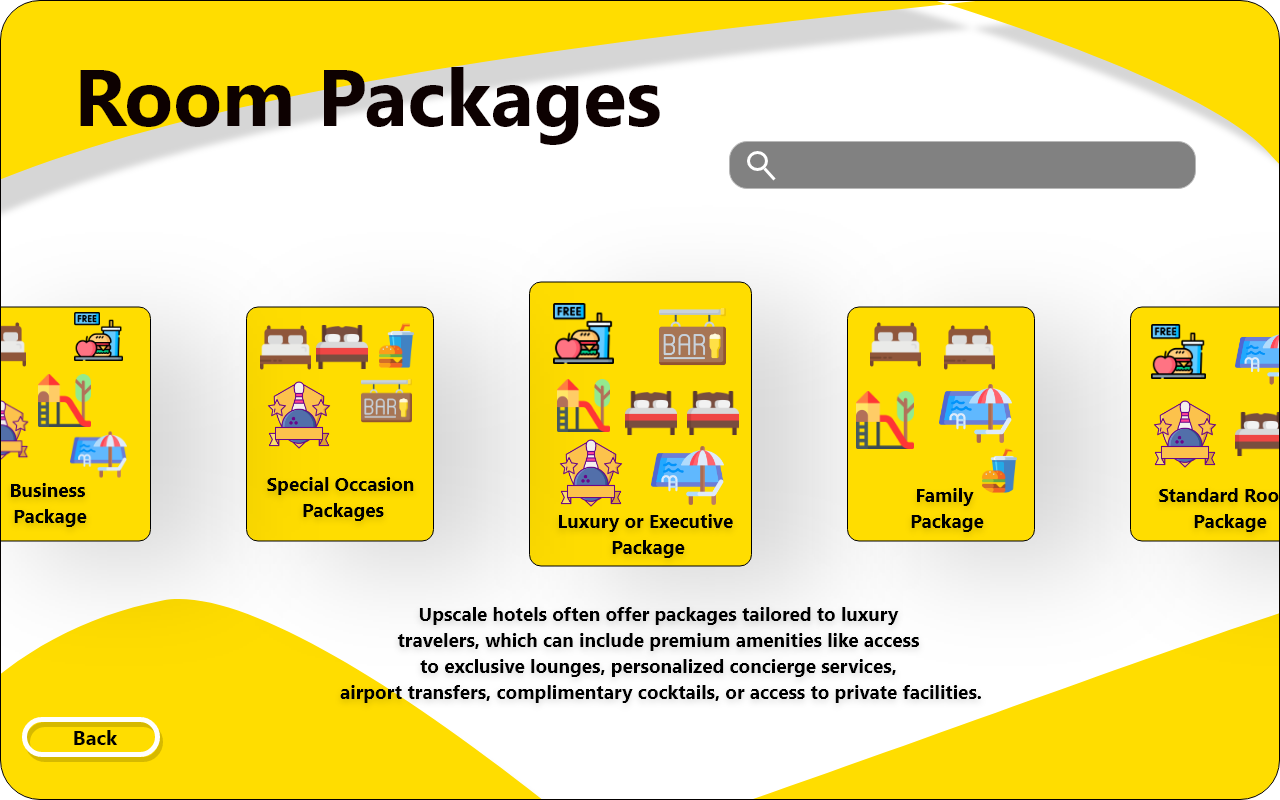 Room Packages
FREE
Business
Package
BAR
Special Occasion
Packages
FREE
BAR
Luxury or Executive
Package
Family
Package
FREE
Standard Roo
Package
Upscale hotels often offer packages tailored to luxury
travelers, which can include premium amenities like access
to exclusive lounges, personalized concierge services,
airport transfers, complimentary cocktails, or access to private facilities.
Back